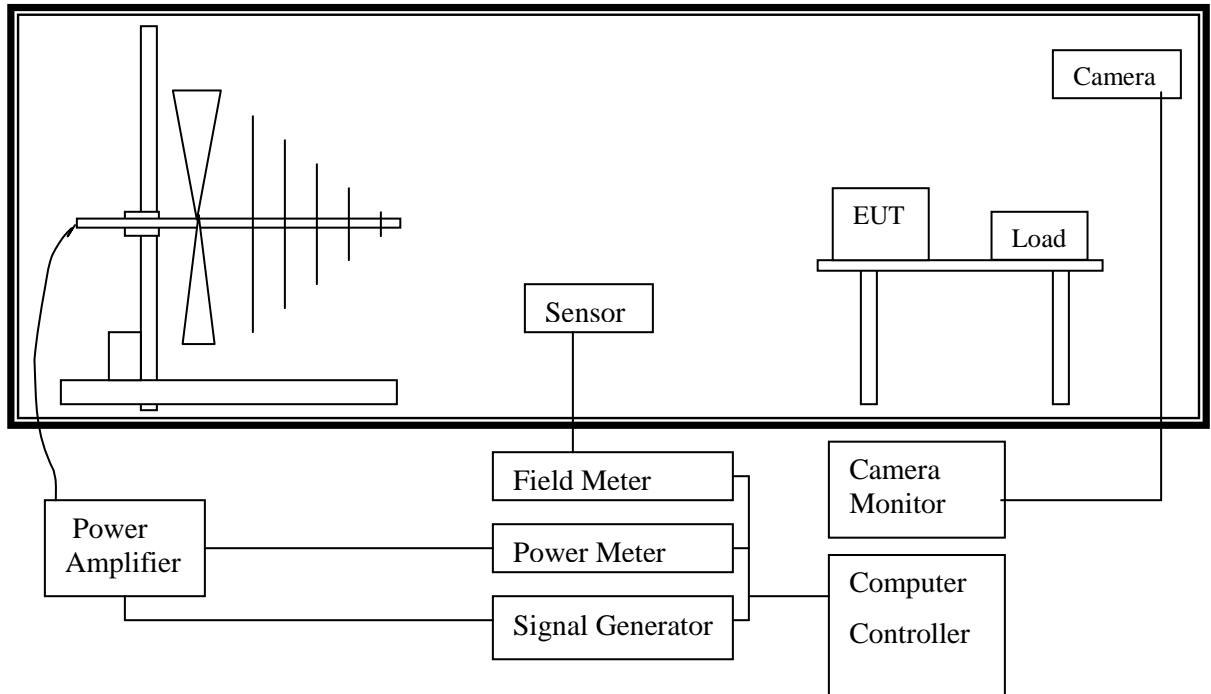 Camera
EUT
Load
Sensor
Field Meter
Camera
Monitor
Power
Amplifier
Power Meter
Computer
Controller
Signal Generator